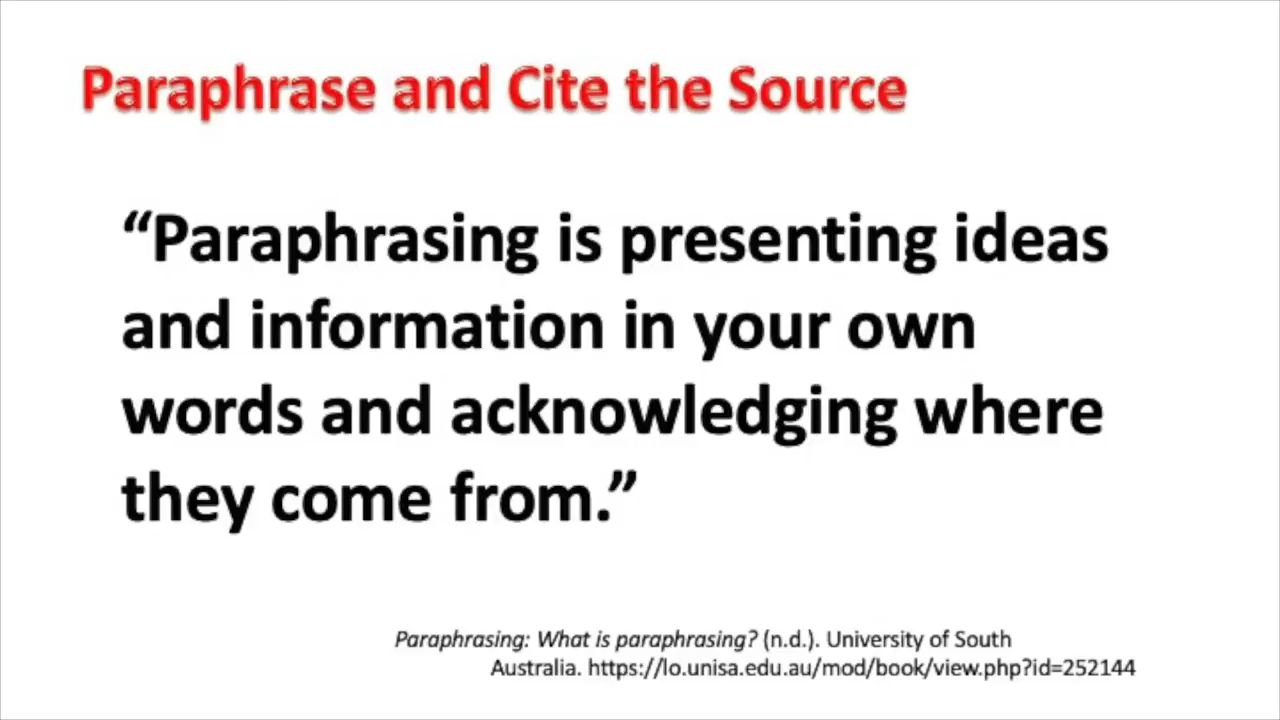 Paraphrase and Cite the Source
“Paraphrasing is presenting ideas
and information in your own
words and acknowledging where
they come from.”
Paraphrasing: What is paraphrasing? (n.d.). University of South
Australia. https://lo.unisa.edu.au/mod/book/view.php?id=252144